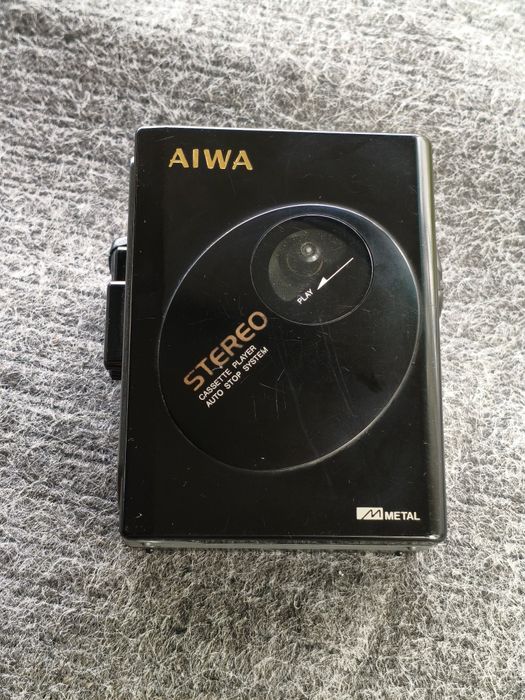 AIWA
PLAY
STEREO
CASSETTE PLAYER
AUTO STOP SYSTEM
METAL